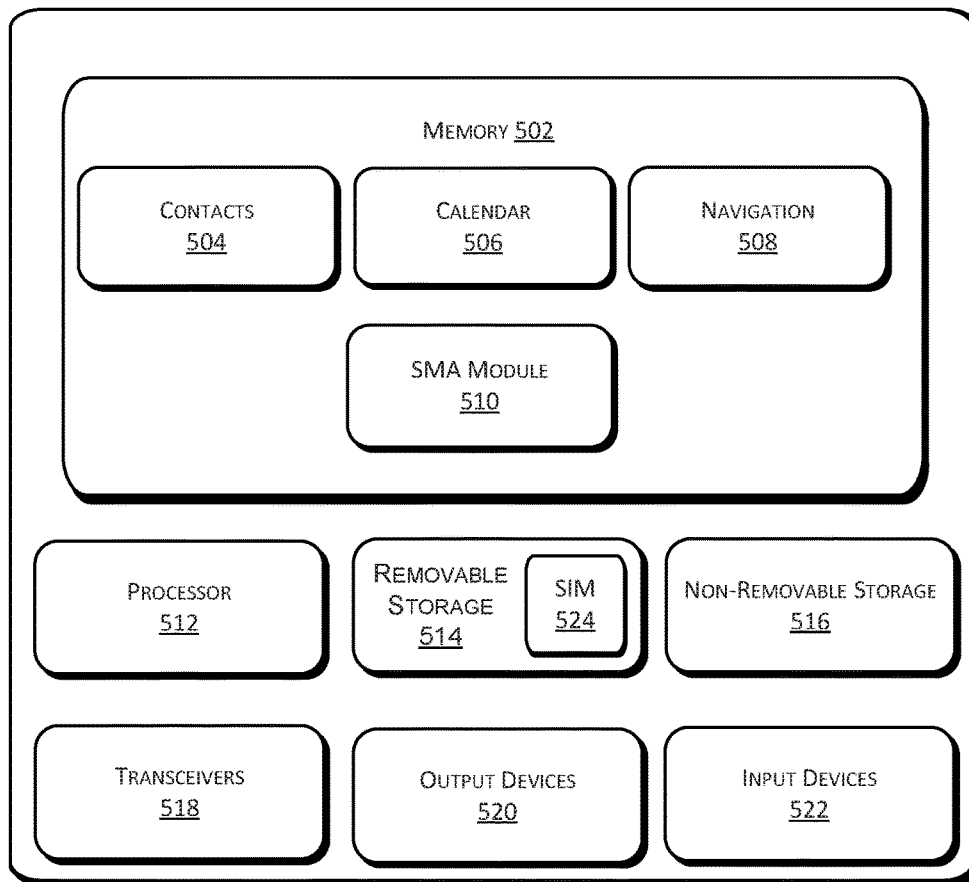 MEMORY 502
CONTACTS
504
CALENDAR
506
NAVIGATION
508
SMA MODULE
510
PROCESSOR
512
REMOVABLE
STORAGE
514
SIM
524
NON-REMOVABLE STORAGE
516
TRANSCEIVERS
518
OUTPUT DEVICES
520
INPUT DEVICES
522